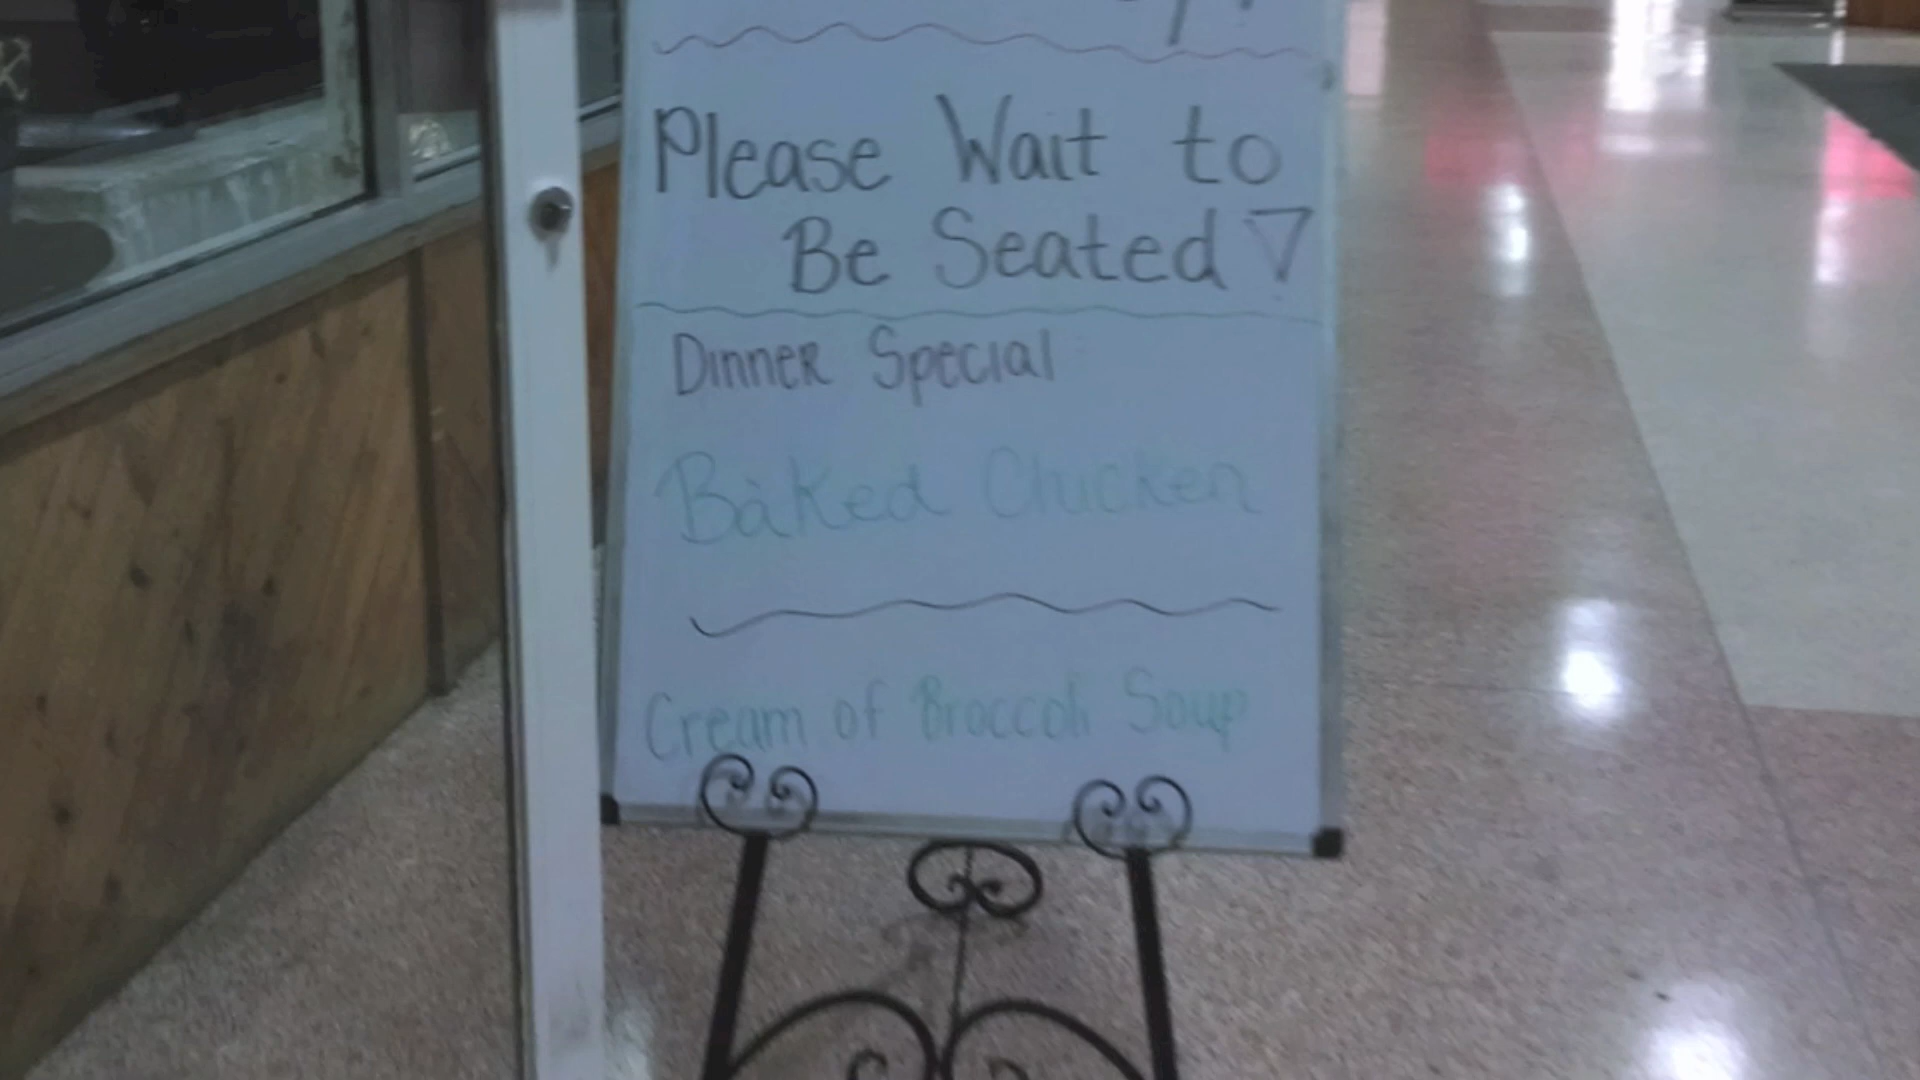 Please Wait to
Be Seated
Dinner Special
Baked Chicken
Cream of Broccoli Soup